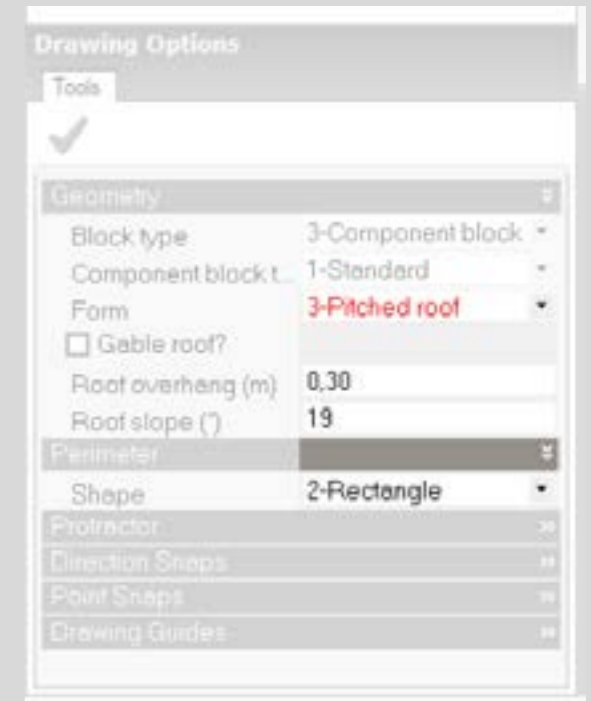 Drawing Options
Tools
Geometry
Block type 3-Component block
Component block t... 1-Standard
Form 3-Pitched roof
Gable roof?
Roof overhang (m) 0,30
Roof slope (°) 19
Perimeter
Shape 2-Rectangle
Protractor
Direction Snaps
Point Snaps
Drawing Guides